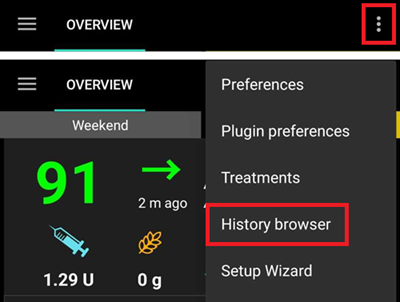 OVERVIEW
OVERVIEW
Weekend
91
2 m ago
1.29 U
0 g
Preferences
Plugin preferences
Treatments
History browser
Setup Wizard